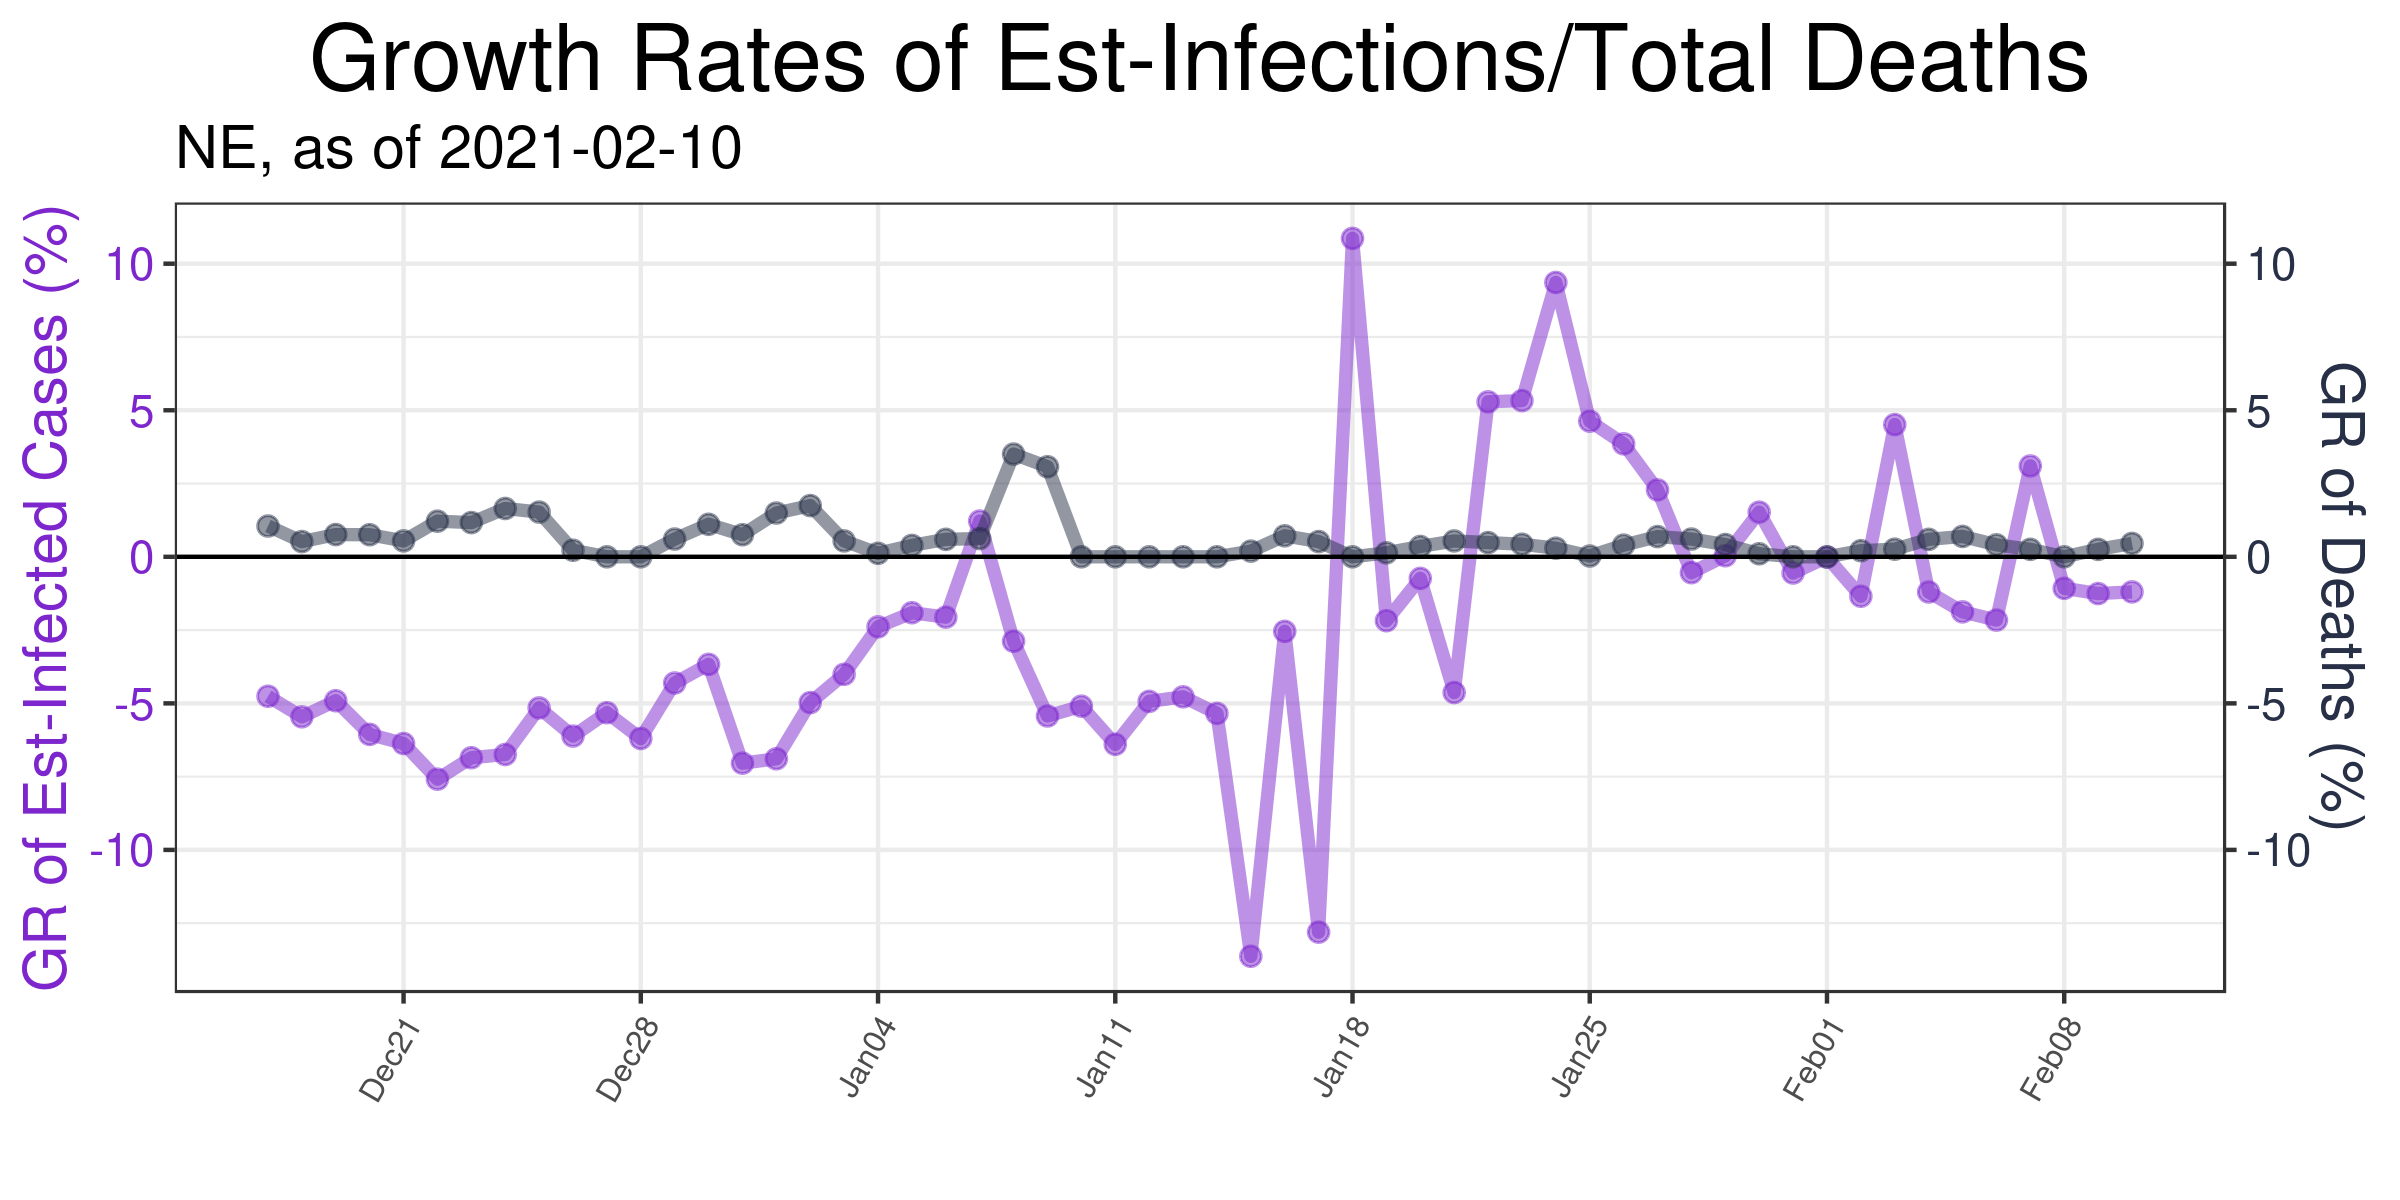 Growth Rates of Est-Infections/Total Deaths
NE, as of 2021-02-10
GR of Est-Infected Cases (%)
10
5
0
-5
-10
10
5
0
-5
-10
GR of Deaths (%)
Dec21
Dec28
Jan04
Jan11
Jan18
Jan25
Feb01
Feb08